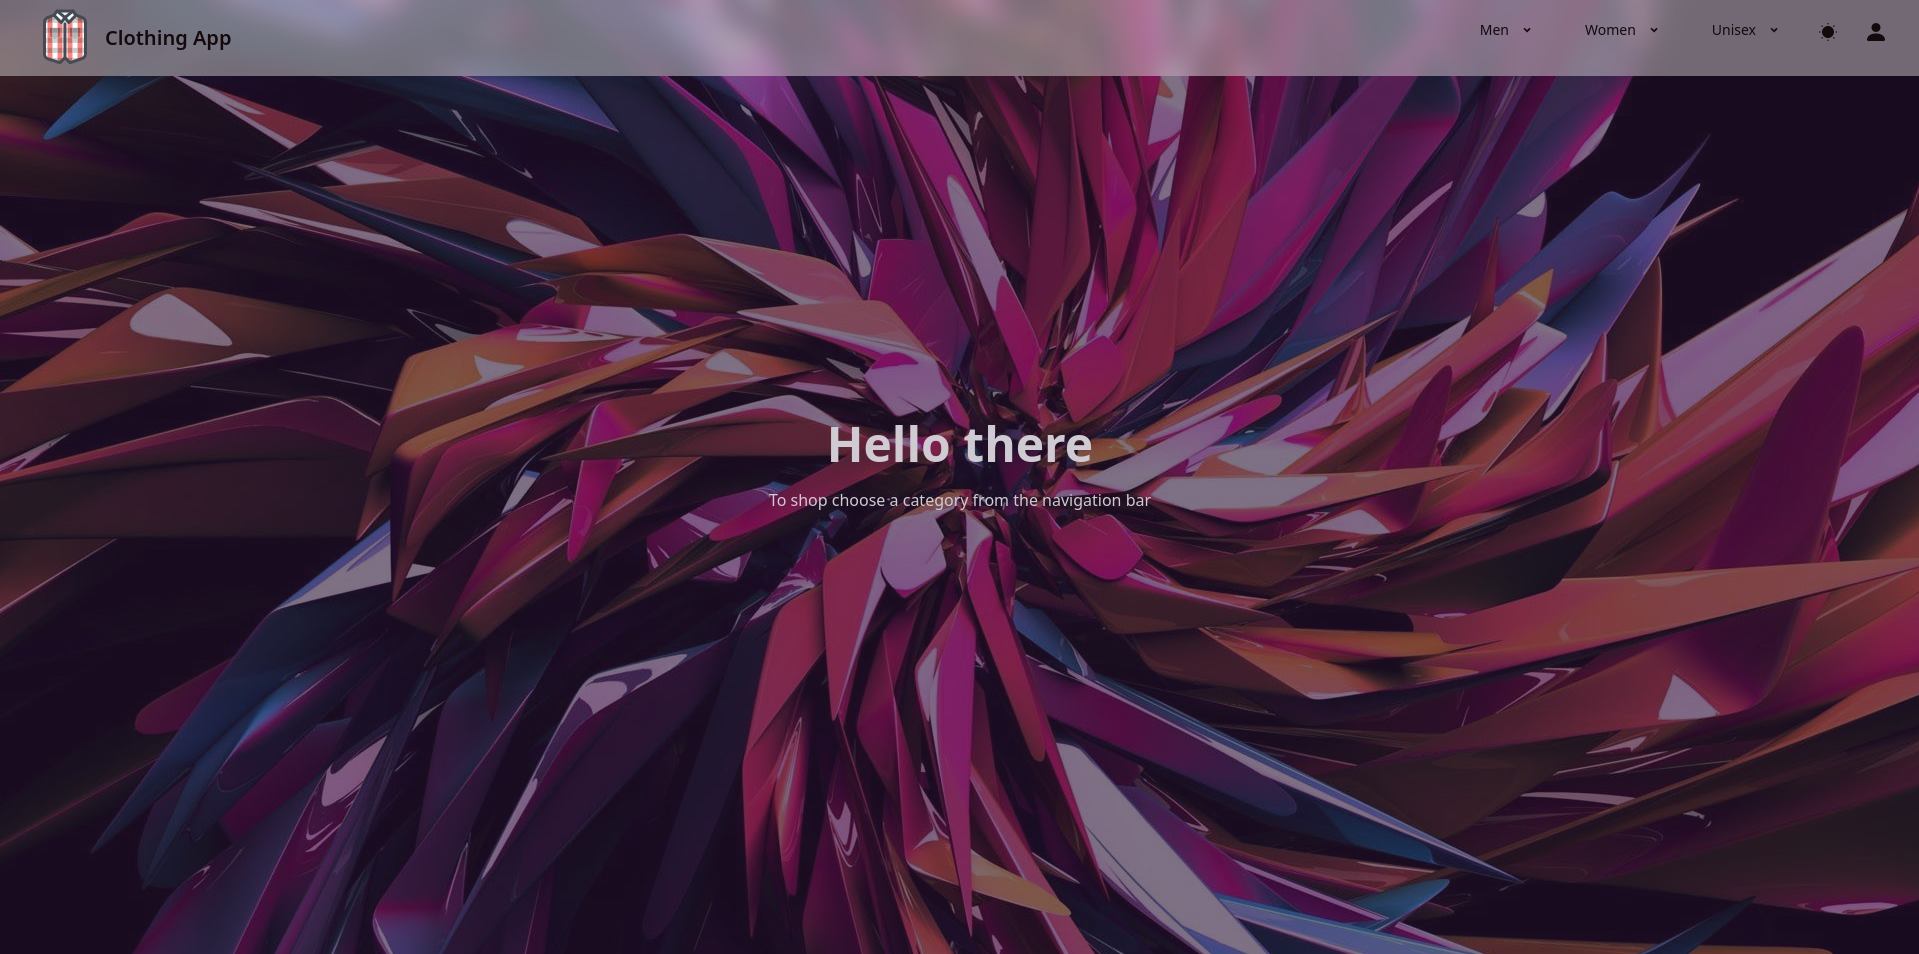 Clothing App
Men
Women
Unisex
Hello there
To shop choose a category from the navigation bar